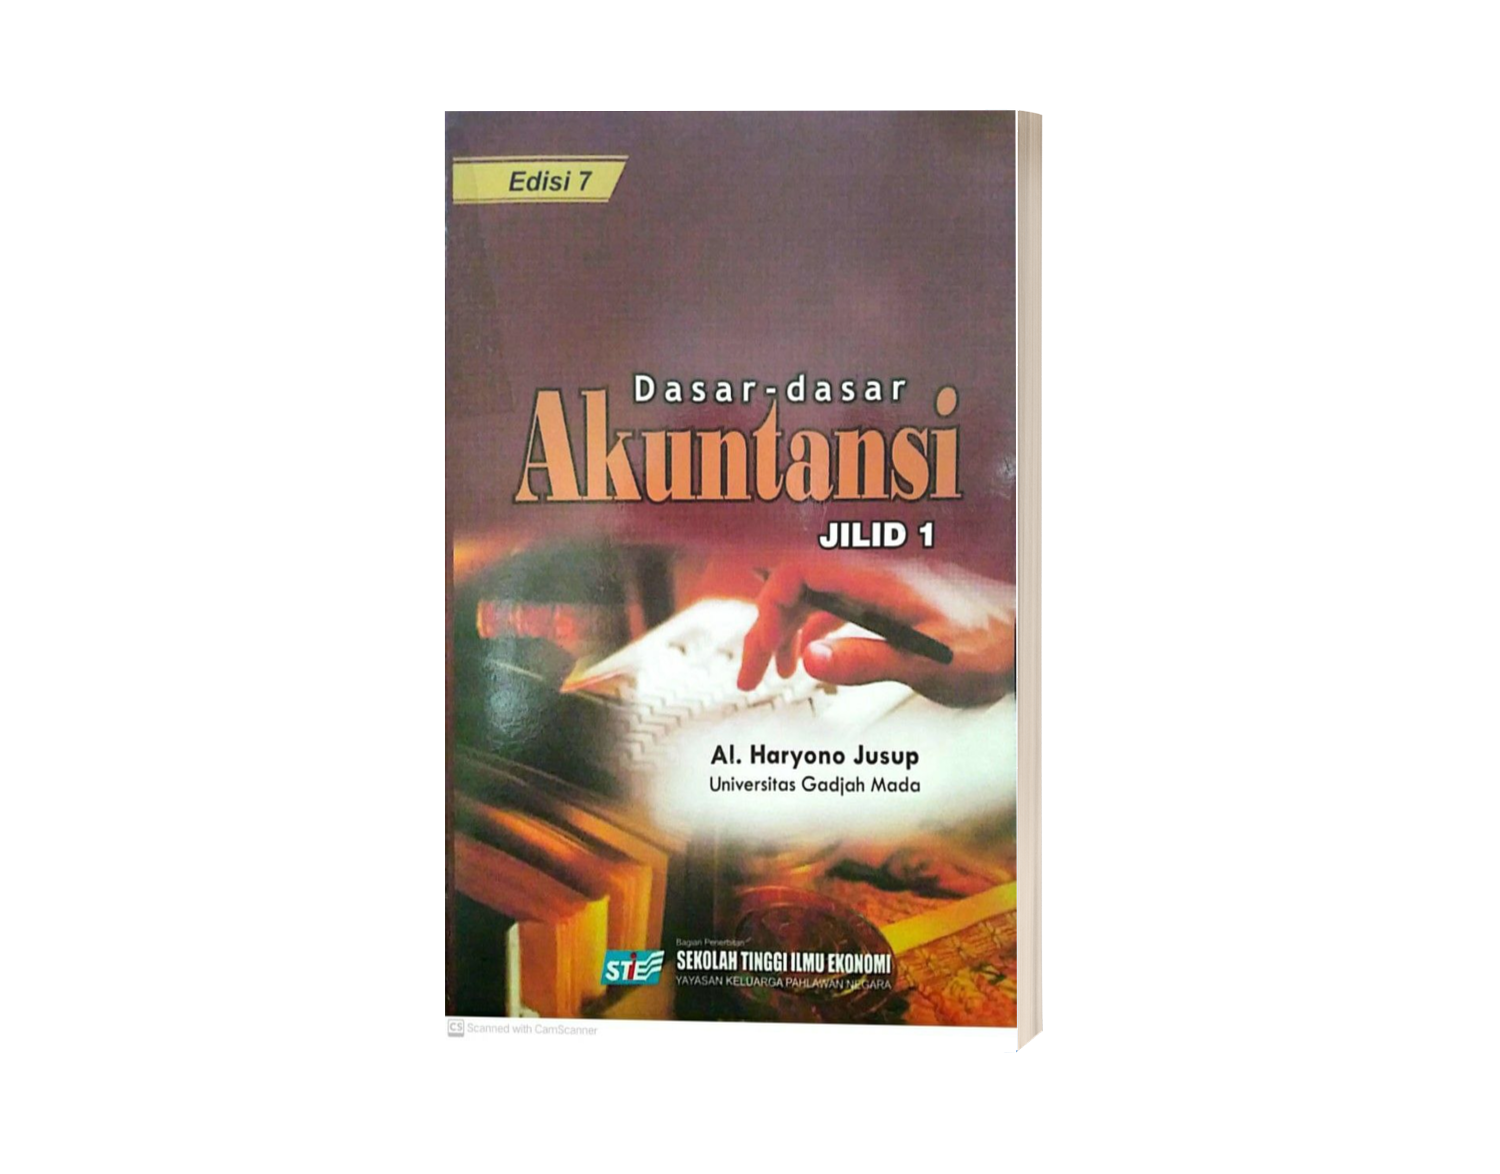 Edisi 7
Dasar-dasar
Akuntansi
JILID 1
Al. Haryono Jusup
Universitas Gadjah Mada
Bagian Penerbitan
STIE
SEKOLAH TINGGI ILMU EKONOMI
YAYASAN KELUARGA PAHLAWAN NEGARA
CS Scanned with CamScanner